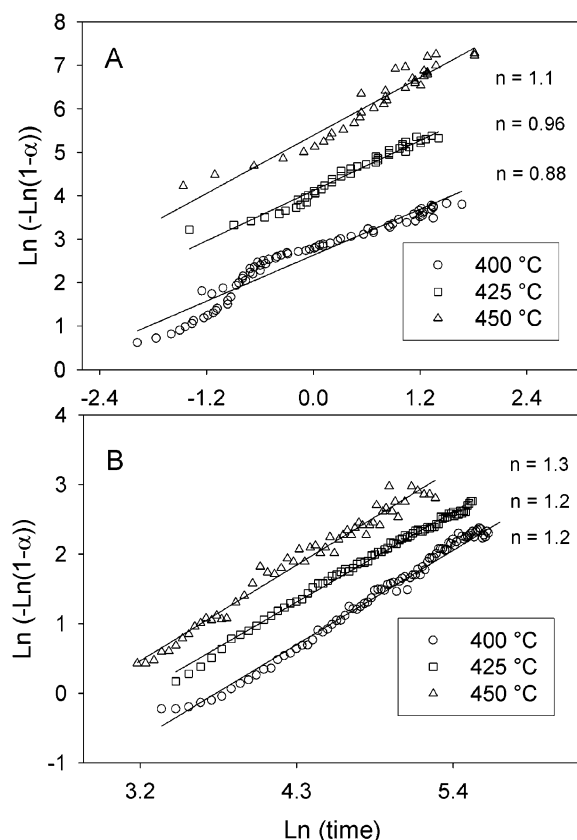 8
7
6
5
4
3
2
1
0
A
n = 1.1
n = 0.96
n = 0.88
Ln (-Ln(1-α))
400 °C
425 °C
450 °C
-2.4 -1.2 0.0 1.2 2.4
4
3
2
1
0
-1
B
n = 1.3
n = 1.2
n = 1.2
Ln (-Ln(1-α))
400 °C
425 °C
450 °C
3.2 4.3 5.4
Ln (time)